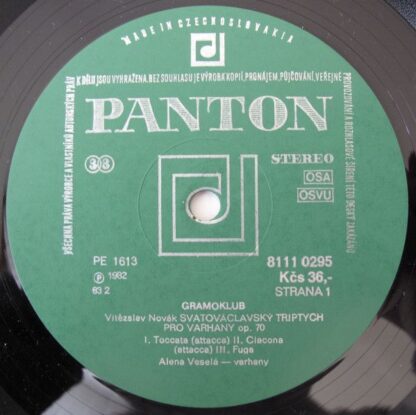 MADE IN CZECHOSLOVAKIA
VŠECHNA PRÁVA VÝROBCE A VLASTNÍKŮ AUTORSKÝCH PRÁV K DÍLU JSOU VYHRAŽENA. BEZ SOUHLASU JE VÝROBA KOPIÍ, PRONÁJEM, PŮJČOVÁNÍ, VEŘEJNÉ PROVOZOVÁNÍ A ROZHLASOVÉ ŠÍŘENÍ TÉTO DESKY ZAKÁZÁNO
PANTON
33
STEREO
OSA
OSVU
PE 1613
8111 0295
℗ 1982
Kčs 36,-
83 2
STRANA 1
GRAMOKLUB
Vítězslav Novák SVATOVÁCLAVSKÝ TRIPTYCH
PRO VARHANY op. 70
I. Toccata (attacca) II. Ciacona
(attacca) III. Fuga
Alena Veselá — varhany